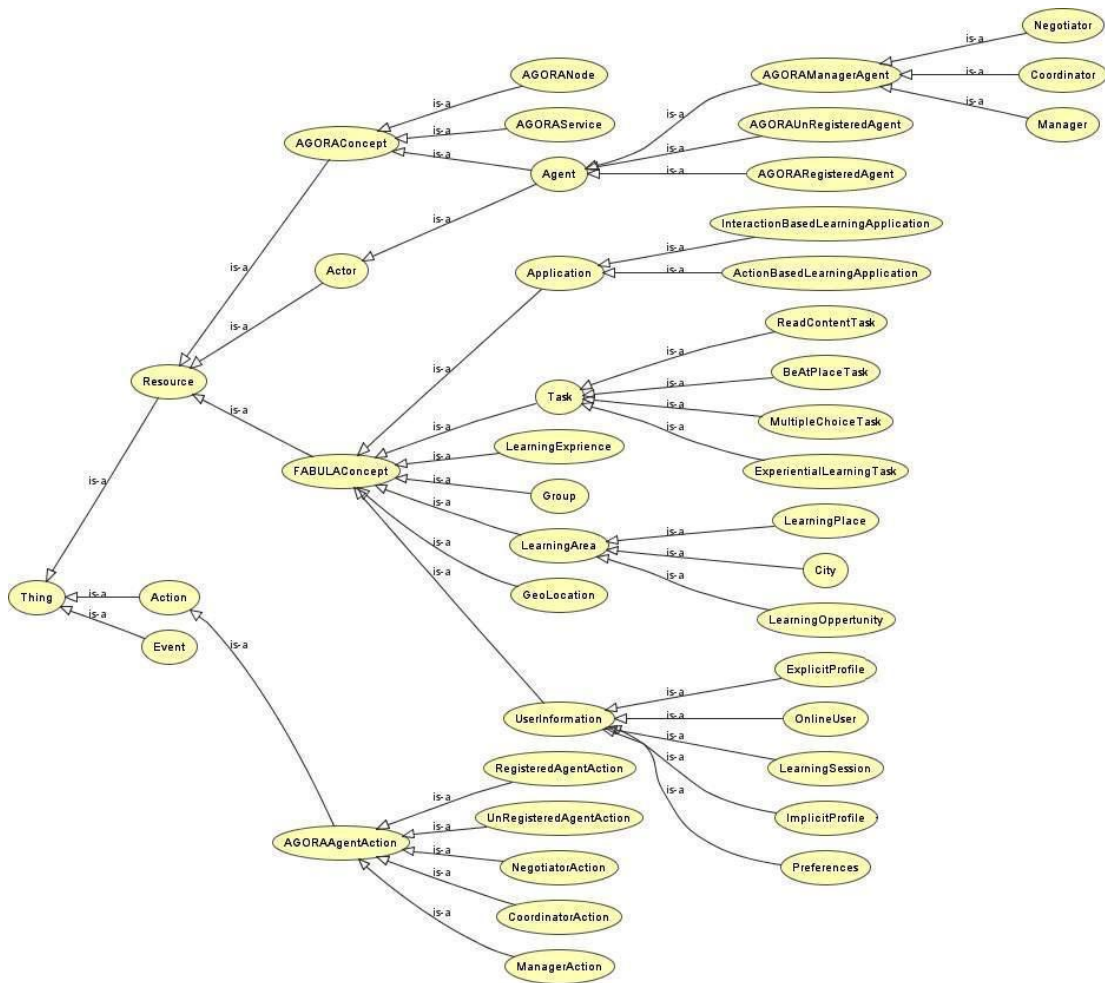 Negotiator
is-a
AGORANode
AGORAManagerAgent
is-a
Coordinator
is-a
is-a
Manager
AGORAConcept
is-a
AGORAService
is-a
AGORAUnRegisteredAgent
is-a
is-a
Agent
is-a
AGORARegisteredAgent
InteractionBasedLearningApplication
is-a
is-a
is-a
Actor
Application
is-a
ActionBasedLearningApplication
ReadContentTask
is-a
is-a
Resource
is-a
BeAtPlaceTask
is-a
Task
is-a
is-a
is-a
MultipleChoiceTask
is-a
LearningExprience
is-a
FABULAConcept
is-a
ExperientialLearningTask
is-a
is-a
Group
is-a
LearningPlace
is-a
LearningArea
is-a
is-a
City
is-a
is-a
Thing
is-a
Action
GeoLocation
is-a
LearningOppertunity
is-a
Event
is-a
ExplicitProfile
is-a
UserInformation
is-a
OnlineUser
is-a
RegisteredAgentAction
is-a
LearningSession
is-a
is-a
UnRegisteredAgentAction
is-a
ImplicitProfile
AGORAAgentAction
is-a
NegotiatorAction
Preferences
is-a
is-a
CoordinatorAction
ManagerAction